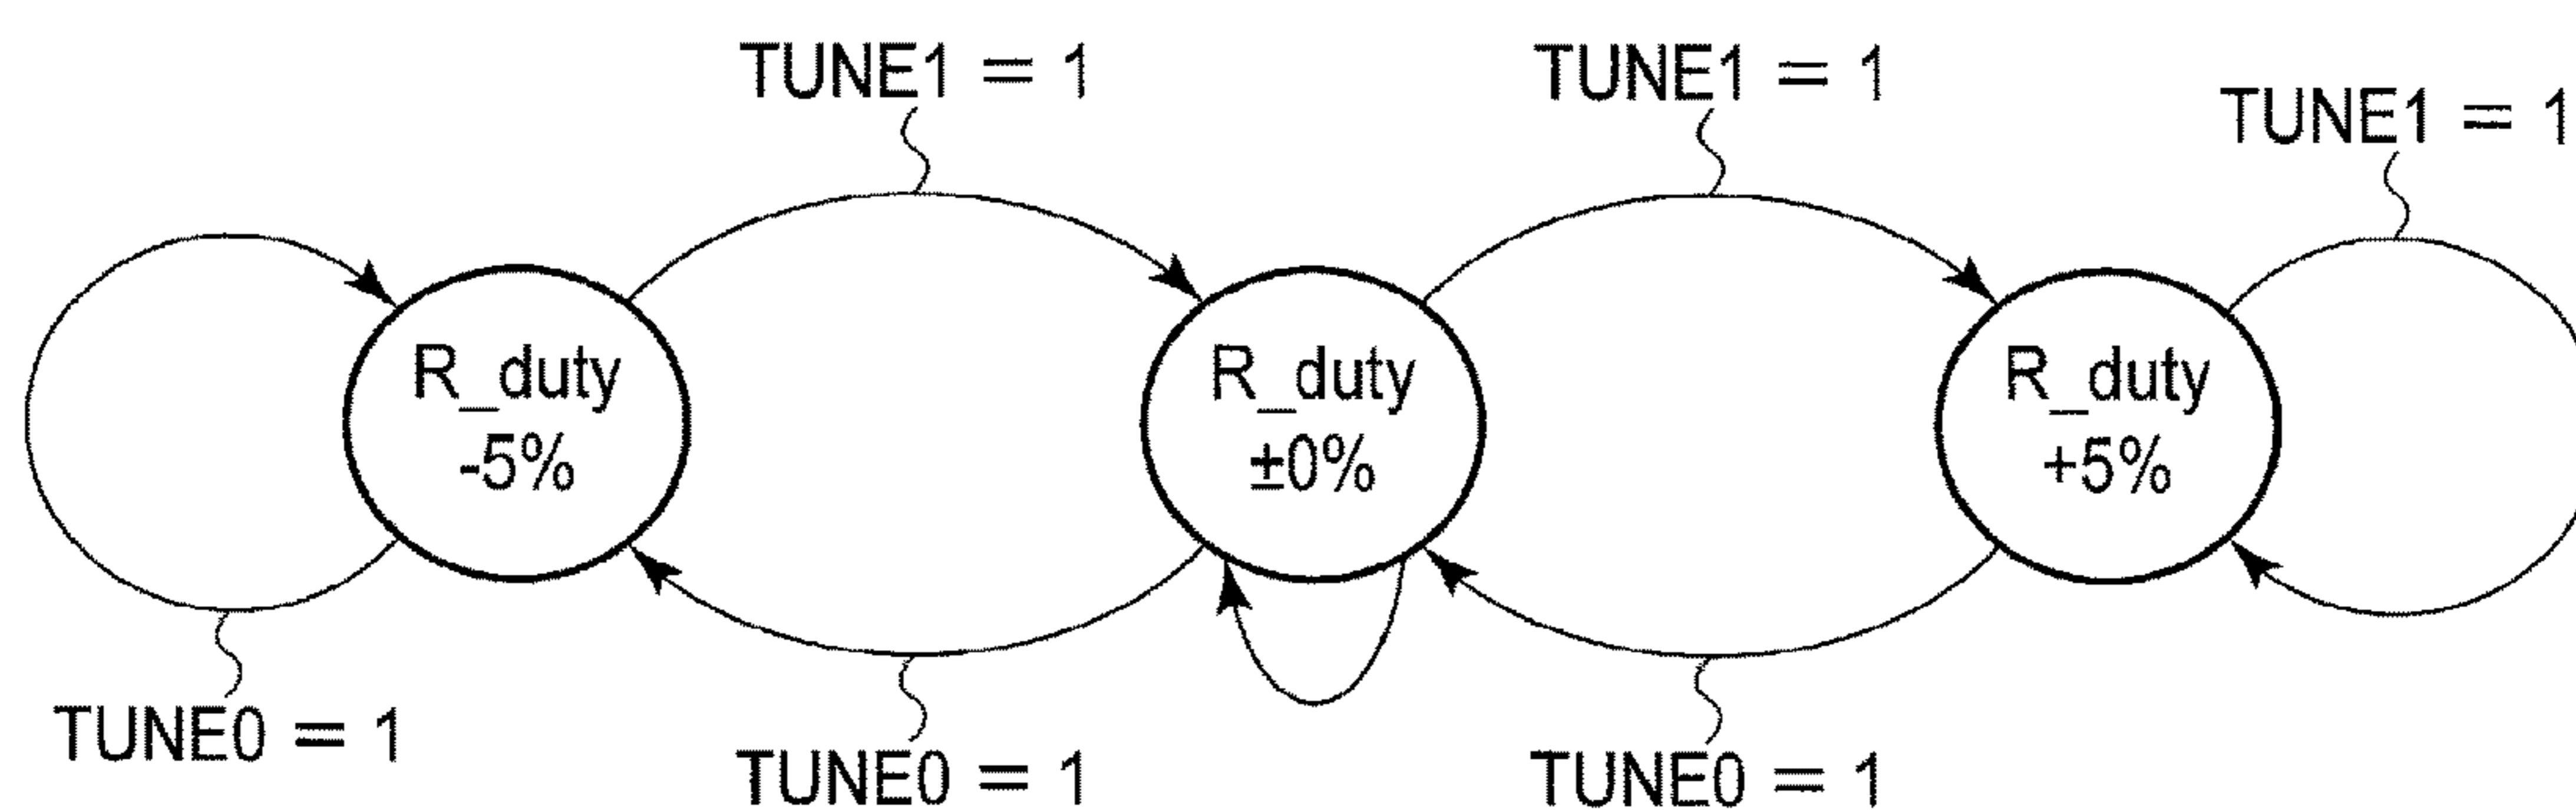 TUNE1 = 1
TUNE1 = 1
TUNE1 = 1
R_duty
-5%
R_duty
±0%
R_duty
+5%
TUNE0 = 1
TUNE0 = 1
TUNE0 = 1